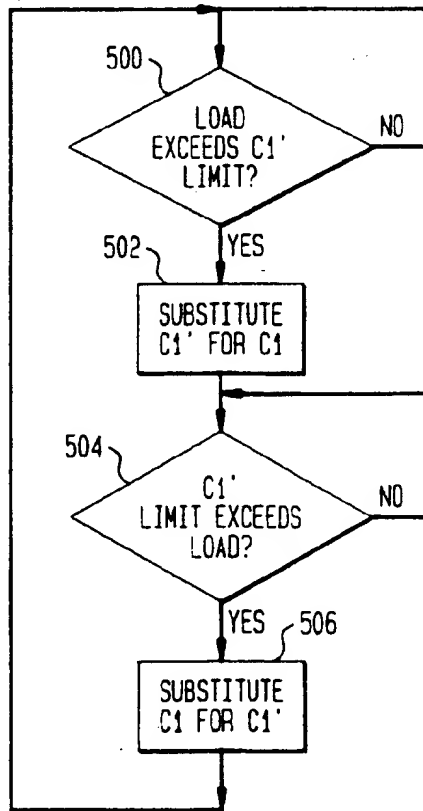 500
LOAD
EXCEEDS C1'
LIMIT?
NO
YES
502
SUBSTITUTE
C1' FOR C1
504
C1'
LIMIT EXCEEDS
LOAD?
NO
YES
506
SUBSTITUTE
C1 FOR C1'